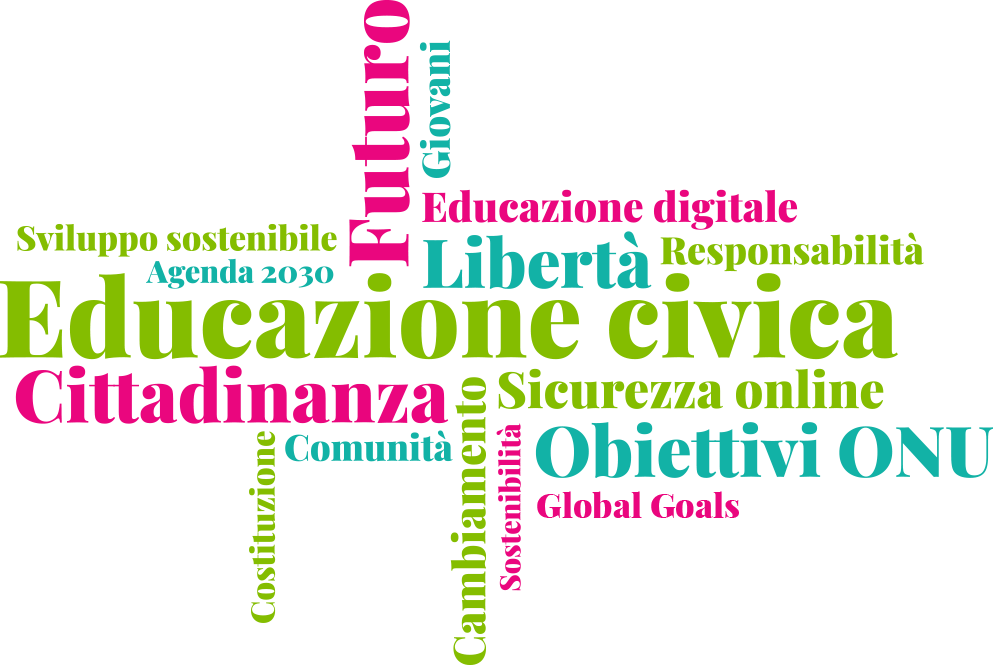 Futuro
Giovani
Educazione digitale
Sviluppo sostenibile
Libertà
Responsabilità
Agenda 2030
Educazione civica
Cittadinanza
Sicurezza online
Comunità
Obiettivi ONU
Costituzione
Cambiamento
Sostenibilità
Global Goals